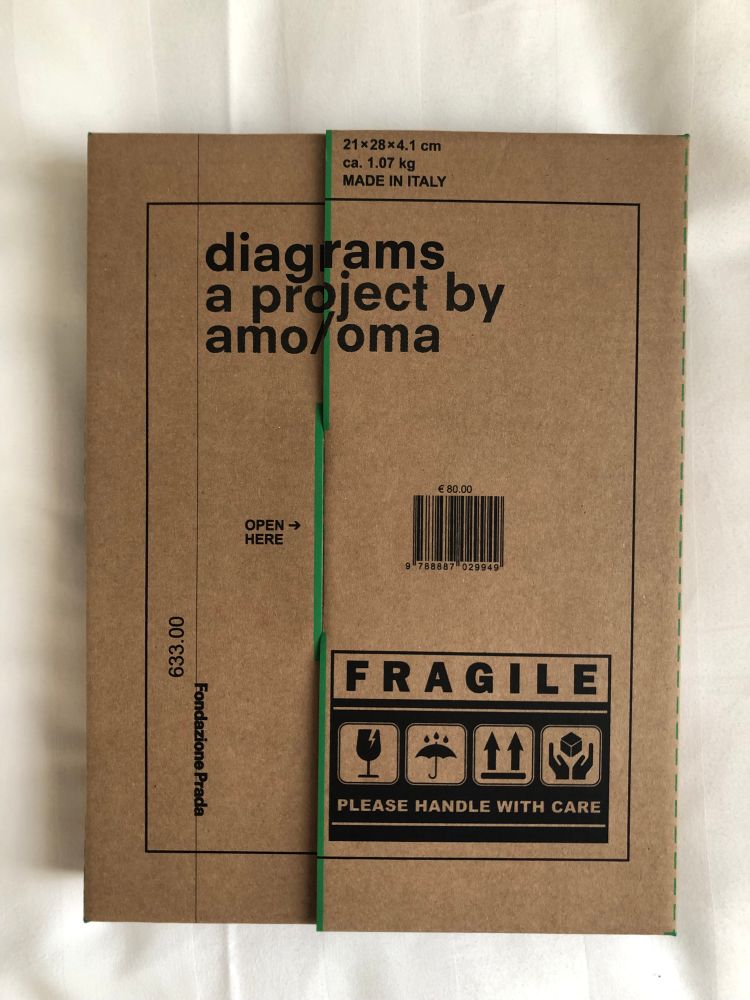 21×28×4.1 cm
ca. 1.07 kg
MADE IN ITALY
diagrams
a project by
amo/oma
€ 80.00
9 788887 029949
OPEN →
HERE
633.00
Fondazione Prada
FRAGILE
PLEASE HANDLE WITH CARE